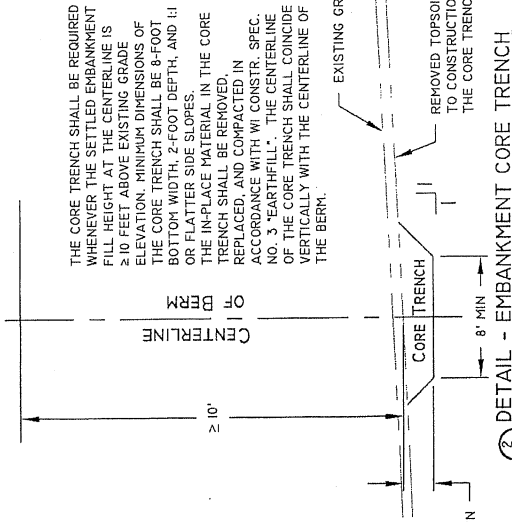 THE CORE TRENCH SHALL BE REQUIRED
WHENEVER THE SETTLED EMBANKMENT
FILL HEIGHT AT THE CENTERLINE IS
≥10 FEET ABOVE EXISTING GRADE
ELEVATION. MINIMUM DIMENSIONS OF
THE CORE TRENCH SHALL BE 8-FOOT
BOTTOM WIDTH, 2-FOOT DEPTH, AND 1:1
OR FLATTER SIDE SLOPES.
THE IN-PLACE MATERIAL IN THE CORE
TRENCH SHALL BE REMOVED,
REPLACED, AND COMPACTED IN
ACCORDANCE WITH WI CONSTR. SPEC.
NO. 3 "EARTHFILL". THE CENTERLINE
OF THE CORE TRENCH SHALL COINCIDE
VERTICALLY WITH THE CENTERLINE OF
THE BERM.
CENTERLINE
OF BERM
≥ 10'
EXISTING GR
REMOVED TOPSOI
TO CONSTRUCTIO
THE CORE TRENC
CORE TRENCH
1
1
8' MIN
N
2 DETAIL - EMBANKMENT CORE TRENCH